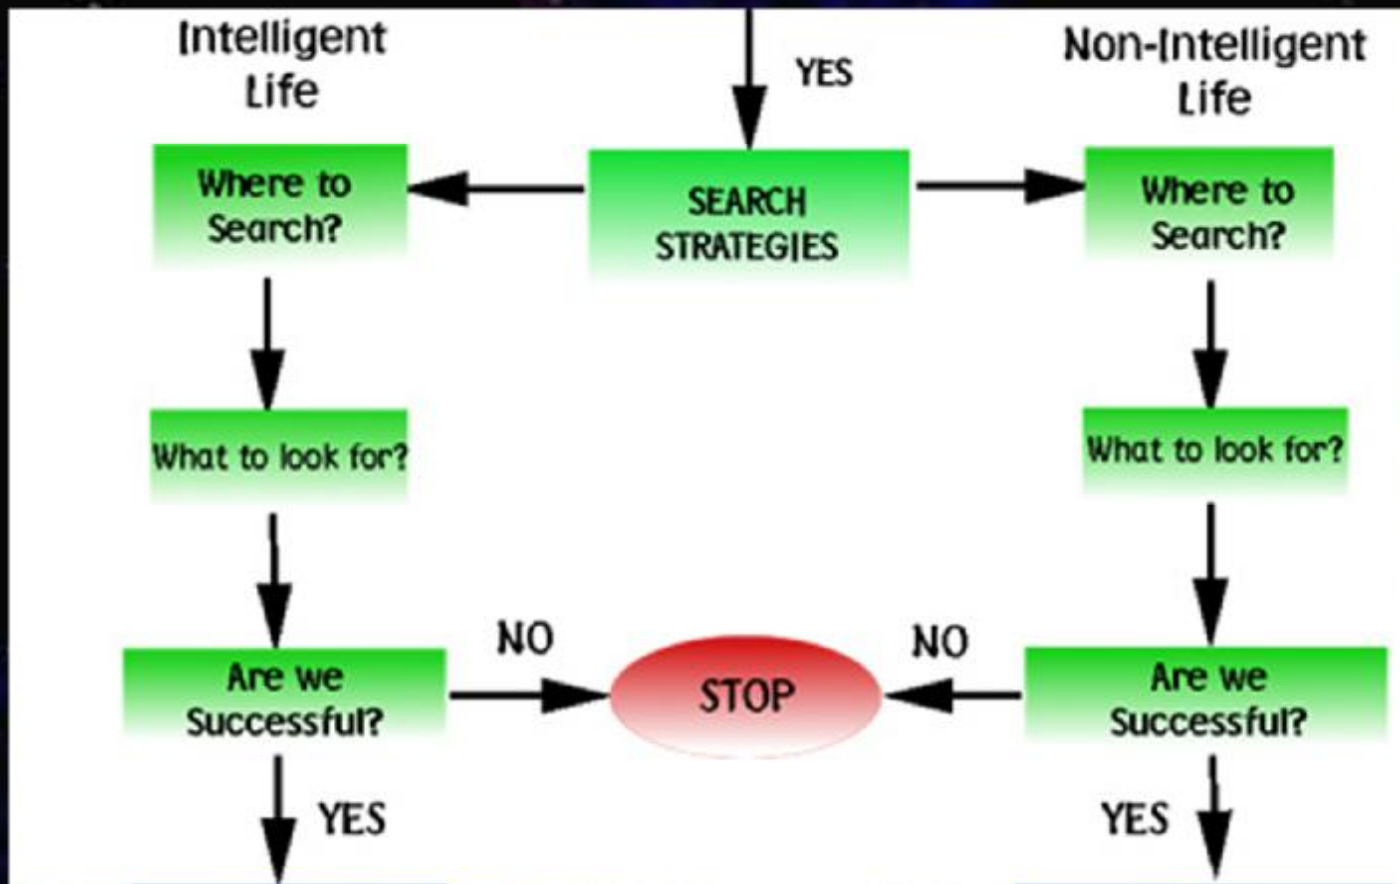 Intelligent
Life
YES
Non-Intelligent
Life
Where to
Search?
SEARCH
STRATEGIES
Where to
Search?
What to look for?
What to look for?
NO
NO
Are we
Successful?
STOP
Are we
Successful?
YES
YES